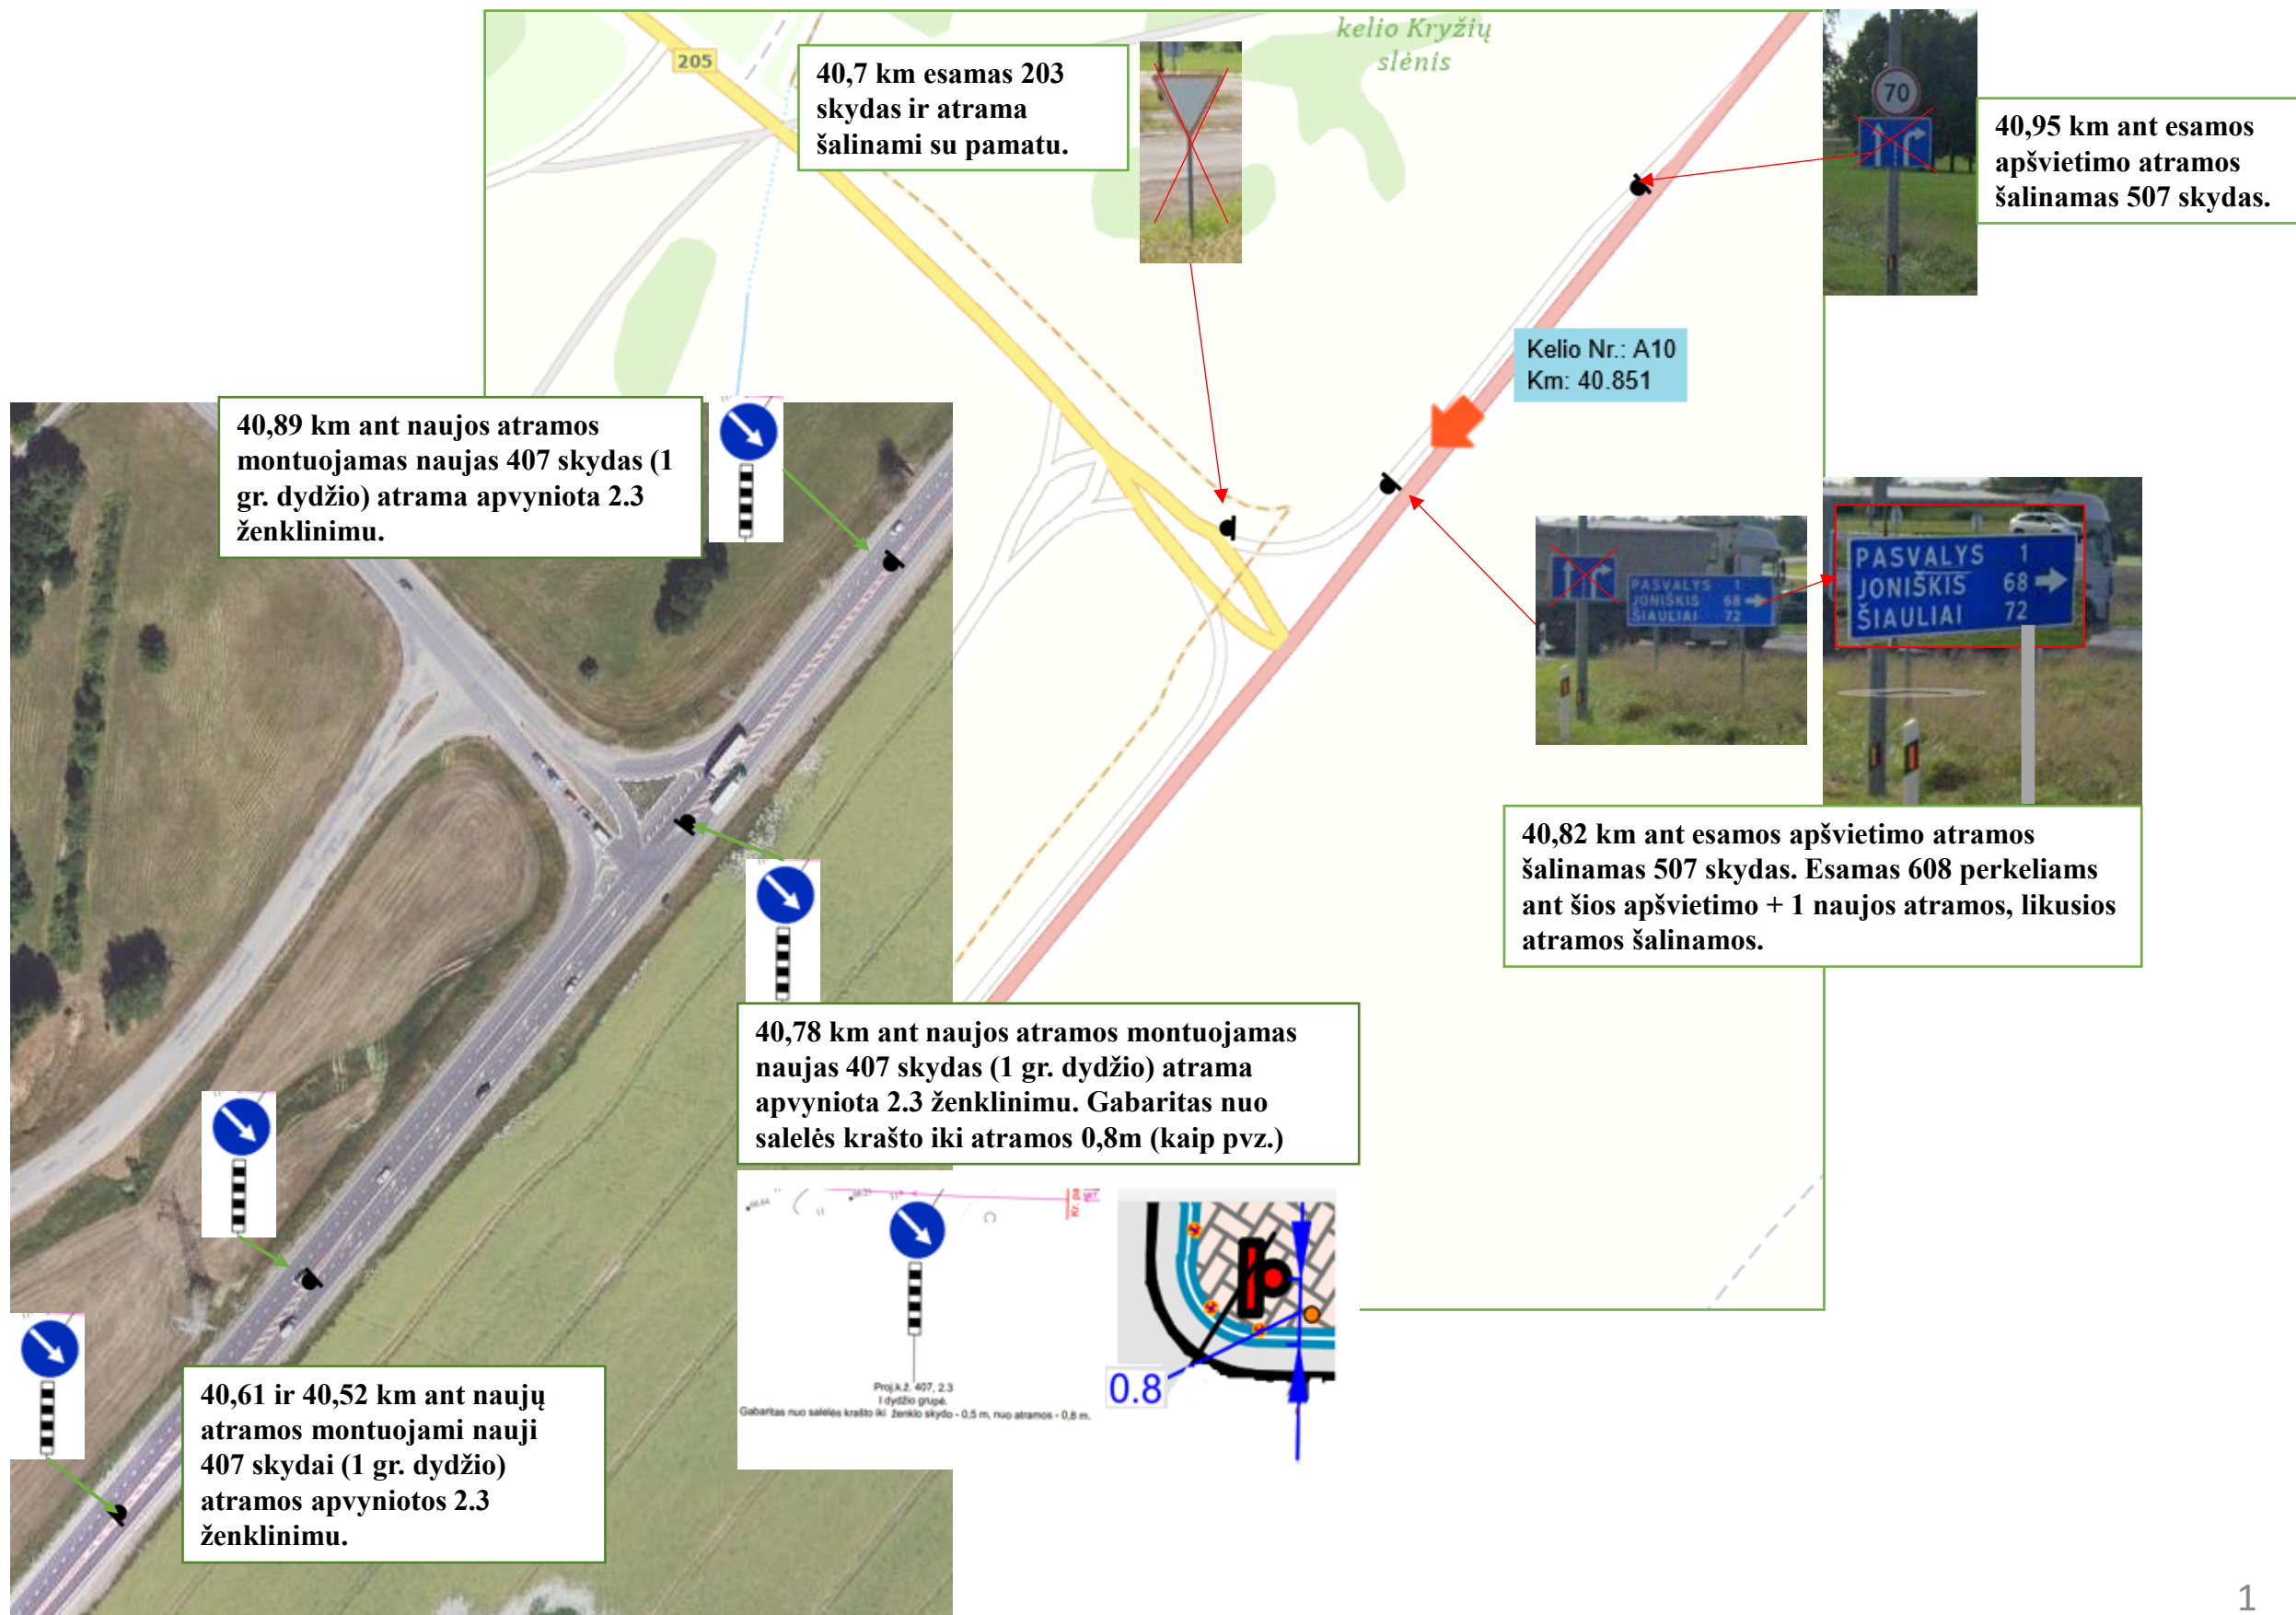 kelio Kryžių
slėnis
205
40,7 km esamas 203
skydas ir atrama
šalinami su pamatu.
70
40,95 km ant esamos
apšvietimo atramos
šalinamas 507 skydas.
Kelio Nr.: A10
Km: 40.851
40,89 km ant naujos atramos
montuojamas naujas 407 skydas (1
gr. dydžio) atrama apvyniota 2.3
ženklinimu.
PASVALYS 1
JONIŠKIS 68
ŠIAULIAI 72
PASVALYS 1
JONIŠKIS 68
ŠIAULIAI 72
40,82 km ant esamos apšvietimo atramos
šalinamas 507 skydas. Esamas 608 perkeliams
ant šios apšvietimo + 1 naujos atramos, likusios
atramos šalinamos.
40,78 km ant naujos atramos montuojamas
naujas 407 skydas (1 gr. dydžio) atrama
apvyniota 2.3 ženklinimu. Gabaritas nuo
salelės krašto iki atramos 0,8m (kaip pvz.)
Kr. pa
Proj.k.ž. 407, 2.3
I dydžio grupė.
Gabaritas nuo salelės krašto iki ženklo skydo - 0,5 m, nuo atramos - 0,8 m.
0.8
40,61 ir 40,52 km ant naujų
atramos montuojami nauji
407 skydai (1 gr. dydžio)
atramos apvyniotos 2.3
ženklinimu.
1